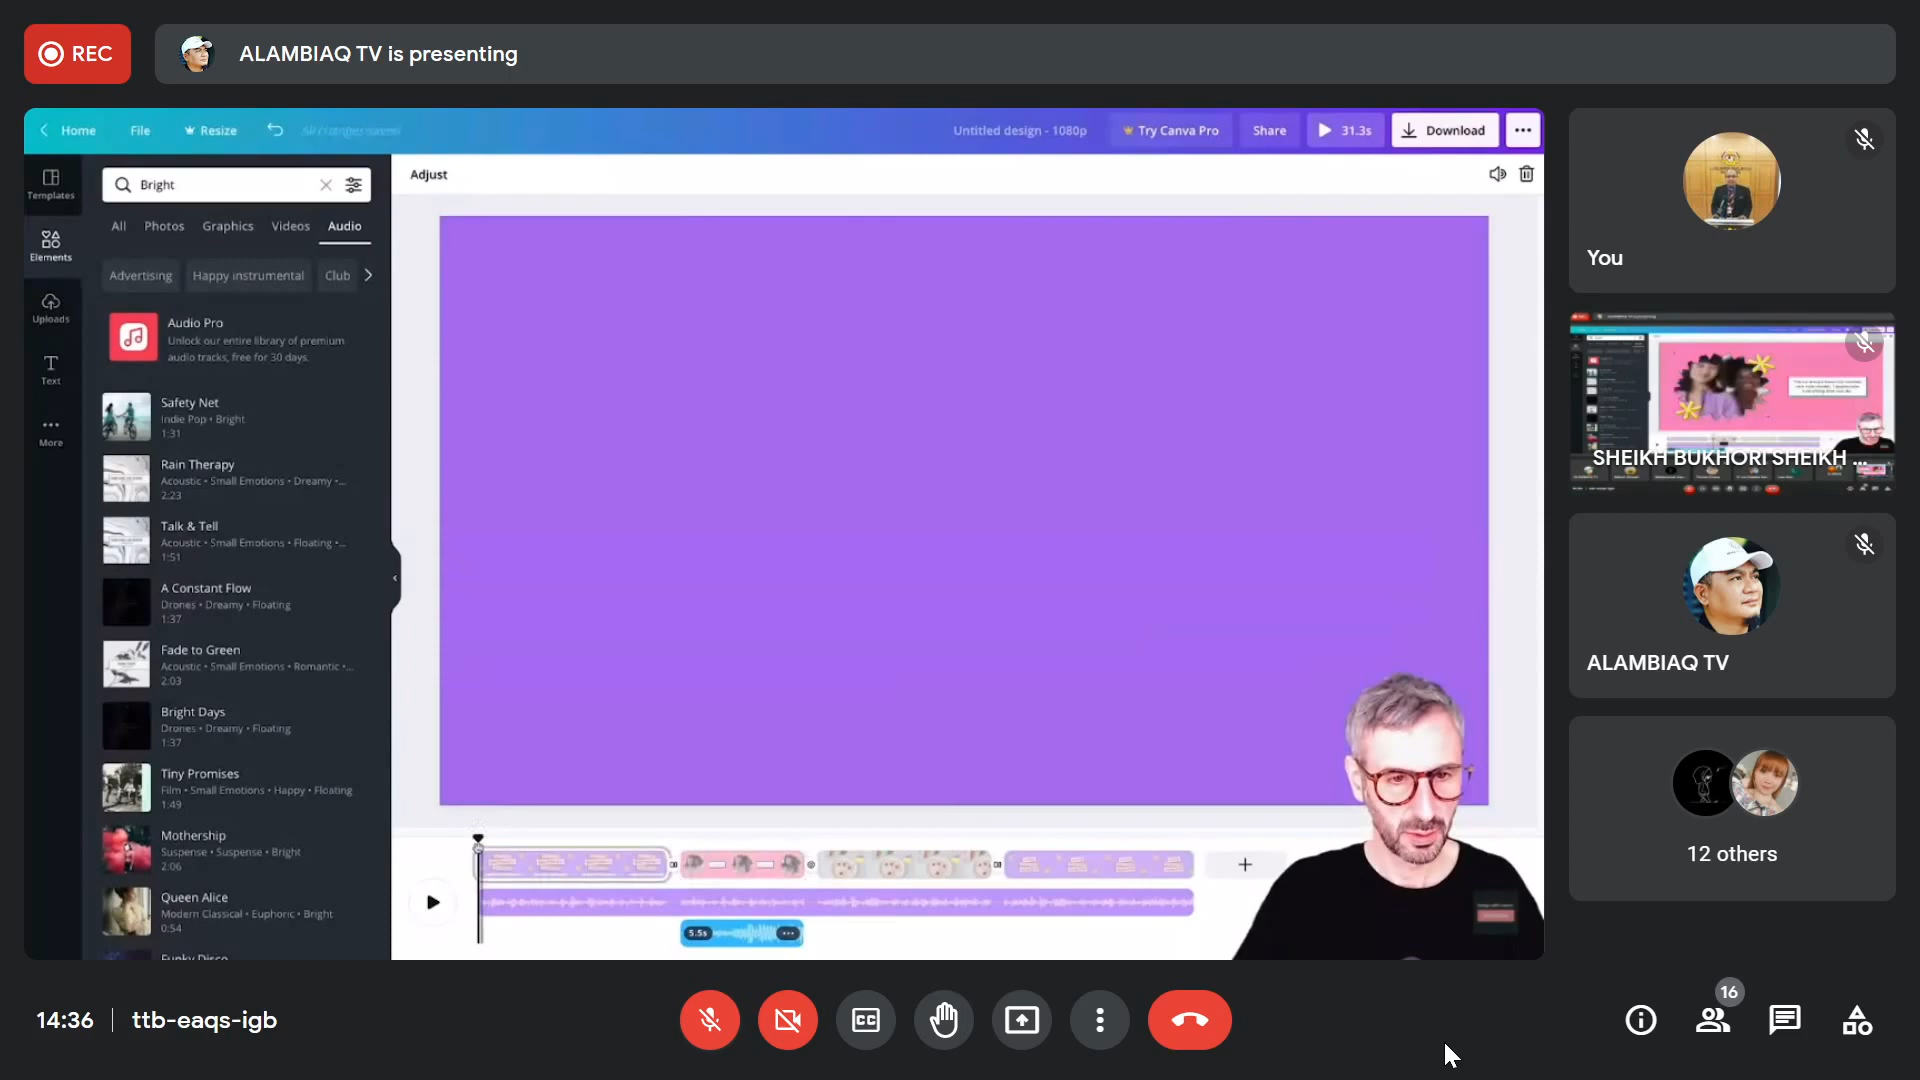 REC
ALAMBIAQ TV is presenting
Home
File
Resize
All changes saved
Untitled design - 1080p
Try Canva Pro
Share
31.3s
Download
Templates
Elements
Uploads
Text
More
Bright
All
Photos
Graphics
Videos
Audio
Advertising
Happy instrumental
Club
Audio Pro
Unlock our entire library of premium
audio tracks, free for 30 days.
Safety Net
Indie Pop • Bright
1:31
Rain Therapy
Acoustic • Small Emotions • Dreamy •...
2:23
Talk & Tell
Acoustic • Small Emotions • Floating •...
1:51
A Constant Flow
Drones • Dreamy • Floating
1:37
Fade to Green
Acoustic • Small Emotions • Romantic •...
2:03
Bright Days
Drones • Dreamy • Floating
1:37
Tiny Promises
Film • Small Emotions • Happy • Floating
1:49
Mothership
Suspense • Suspense • Bright
2:06
Queen Alice
Modern Classical • Euphoric • Bright
0:54
Funky Disco
Adjust
5.5s
You
SHEIKH BUKHORI SHEIKH ...
ALAMBIAQ TV
12 others
14:36
ttb-eaqs-igb
CC
16